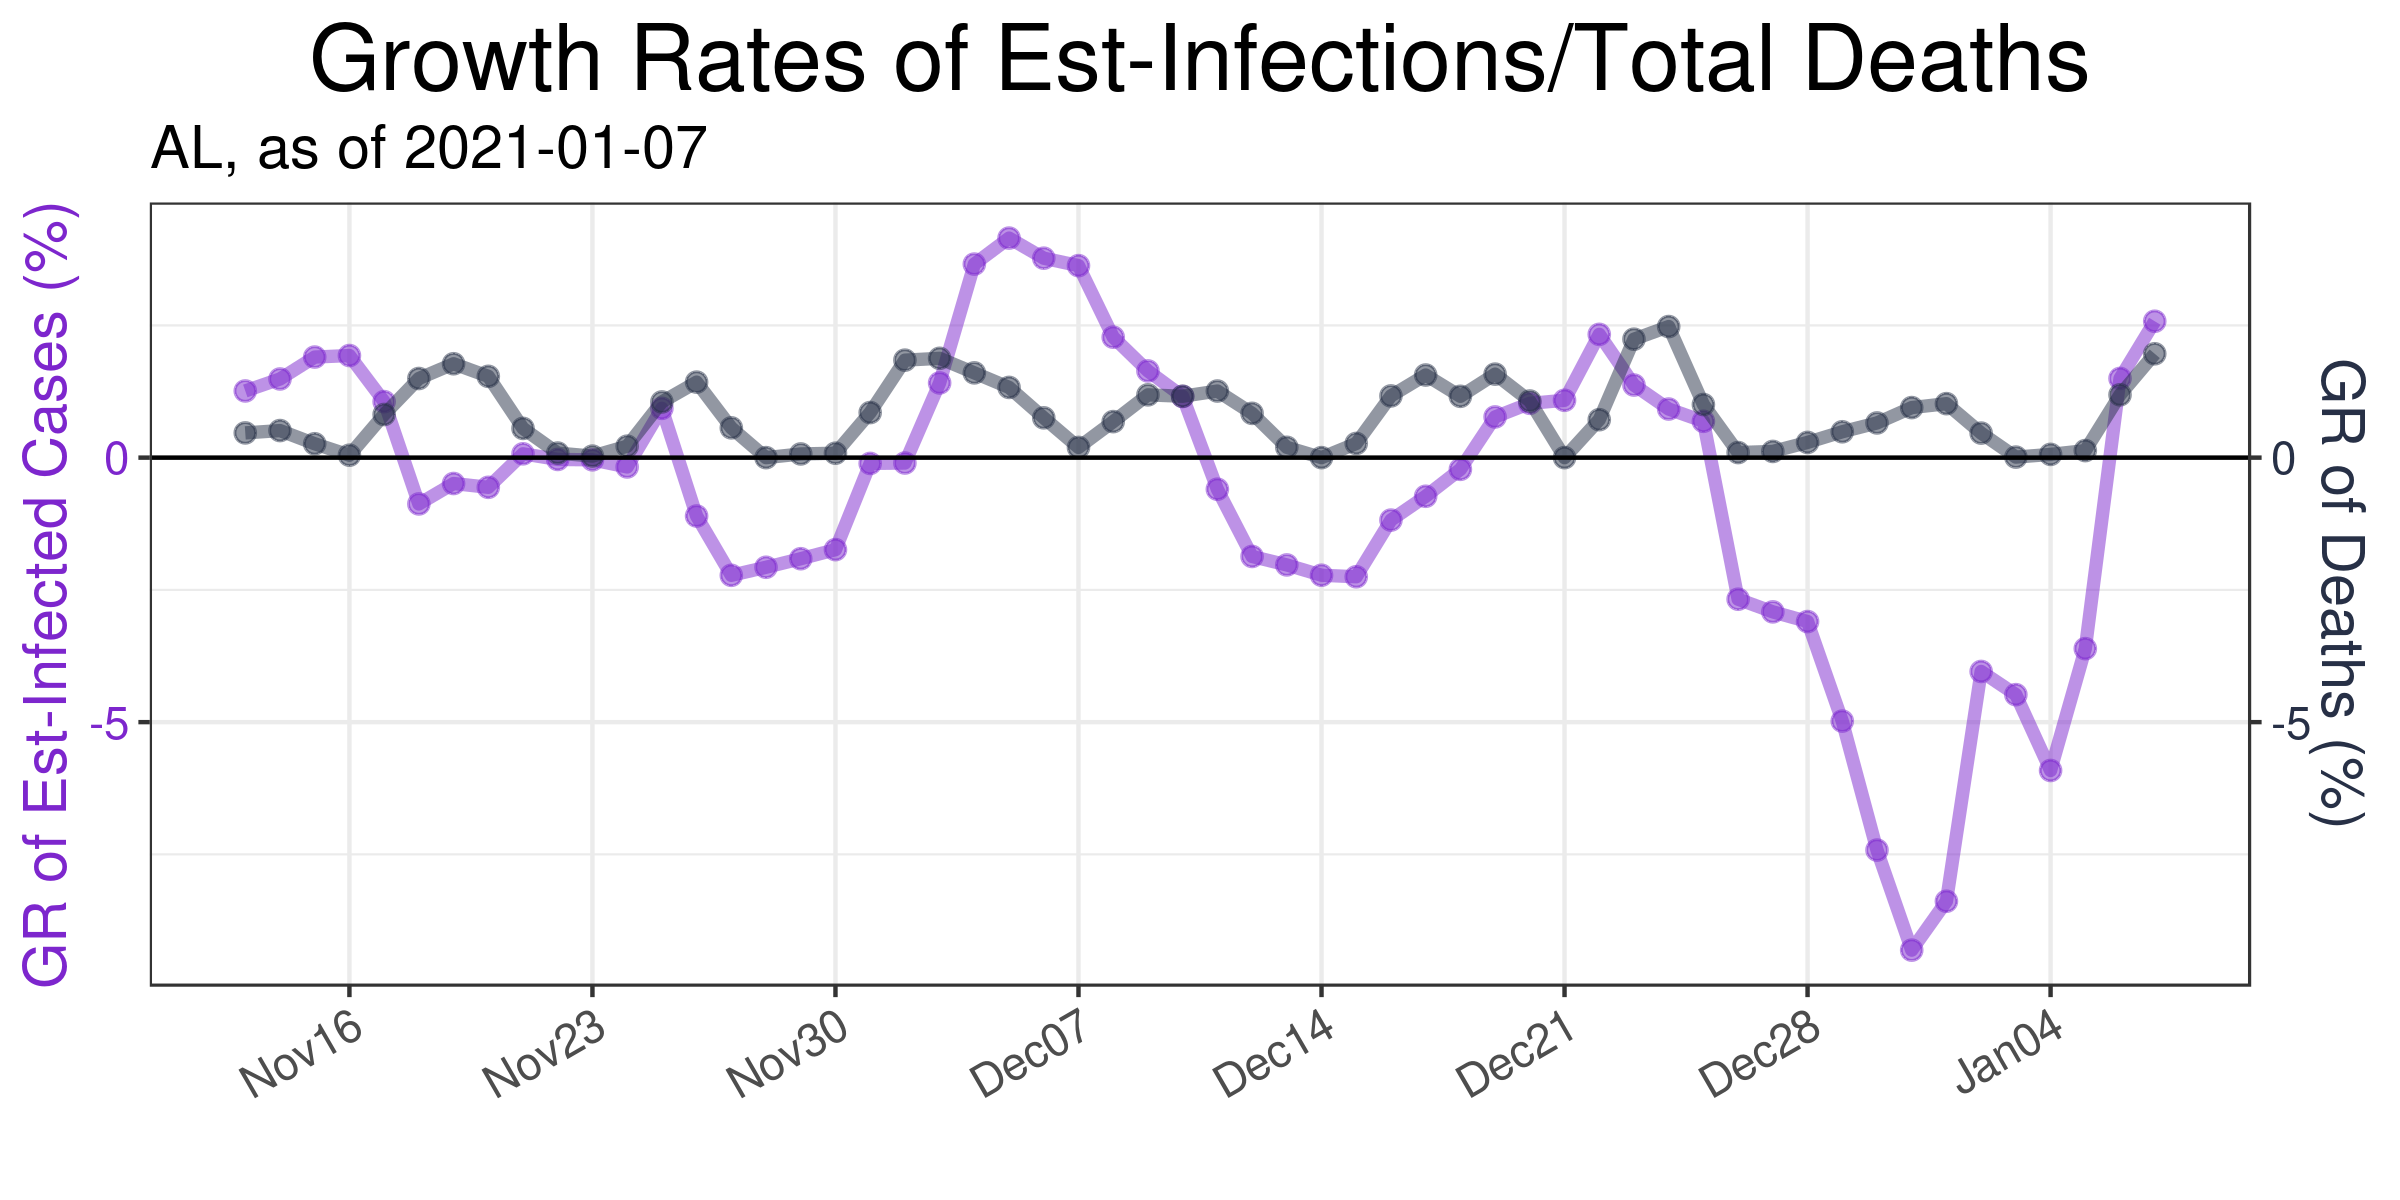 Growth Rates of Est-Infections/Total Deaths
AL, as of 2021-01-07
GR of Est-Infected Cases (%)
0
-5
0
-5
GR of Deaths (%)
Nov16
Nov23
Nov30
Dec07
Dec14
Dec21
Dec28
Jan04